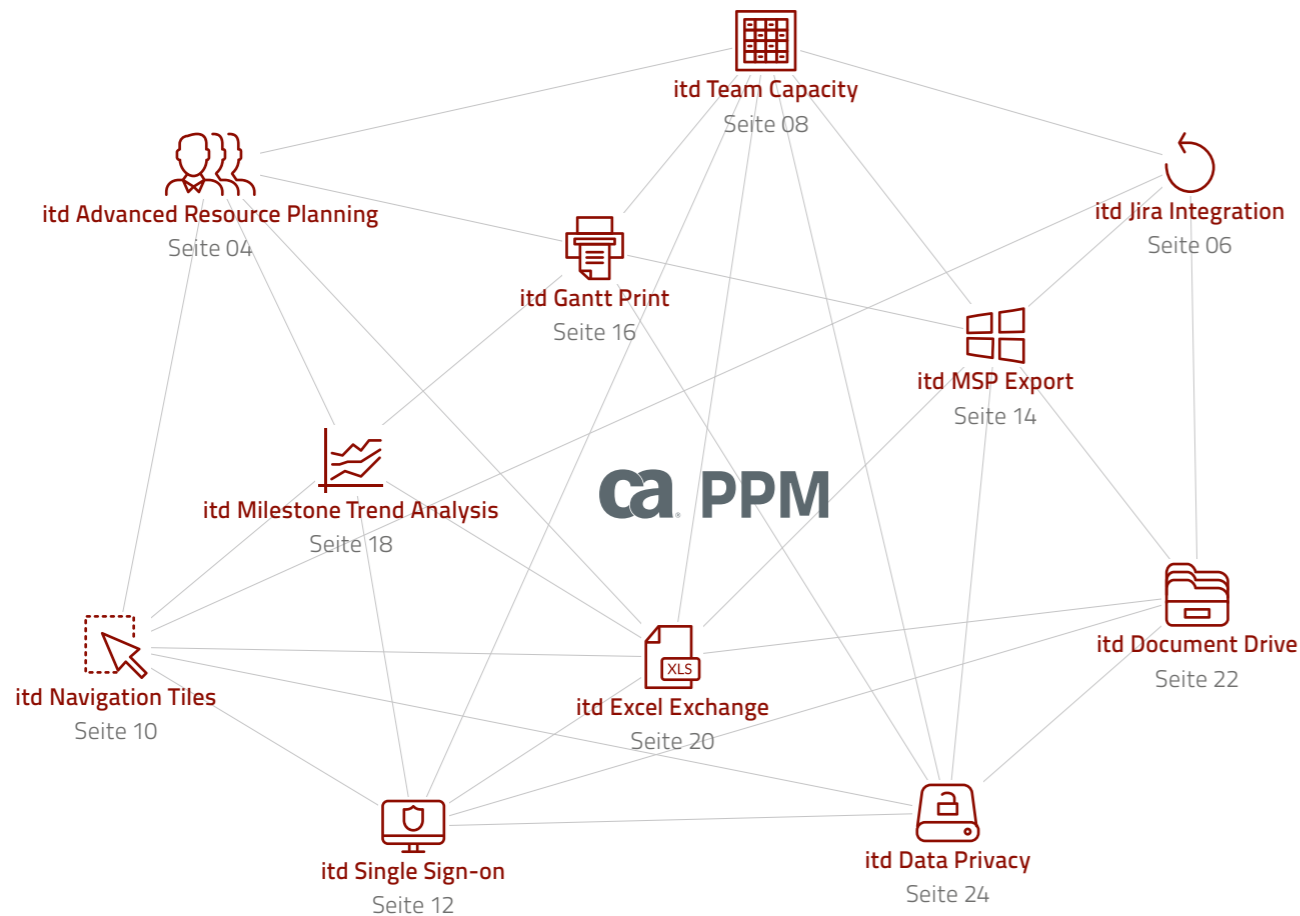 itd Team Capacity
Seite 08
itd Advanced Resource Planning
Seite 04
itd Jira Integration
Seite 06
itd Gantt Print
Seite 16
itd MSP Export
Seite 14
ca PPM
itd Milestone Trend Analysis
Seite 18
itd Document Drive
Seite 22
XLS
itd Navigation Tiles
Seite 10
itd Excel Exchange
Seite 20
itd Single Sign-on
Seite 12
itd Data Privacy
Seite 24